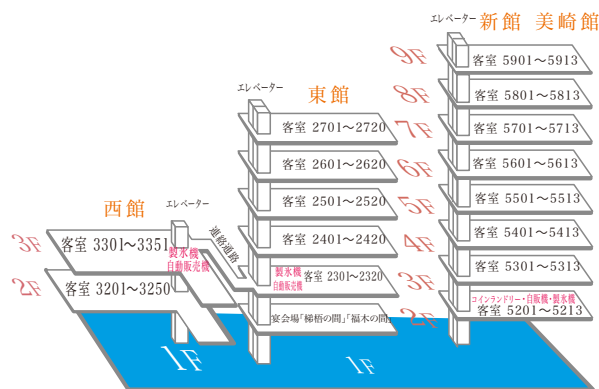 エレベーター
新館 美崎館
9F
客室 5901〜5913
8F
客室 5801〜5813
7F
客室 5701〜5713
6F
客室 5601〜5613
5F
客室 5501〜5513
4F
客室 5401〜5413
3F
客室 5301〜5313
2F
コインランドリー・自販機・製氷機
客室 5201〜5213
エレベーター
東館
客室 2701〜2720
客室 2601〜2620
客室 2501〜2520
客室 2401〜2420
製氷機
自動販売機
客室 2301〜2320
宴会場「梯梧の間」「福木の間」
西館
エレベーター
連絡通路
3F
客室 3301〜3351
製氷機
自動販売機
2F
客室 3201〜3250
1F
1F